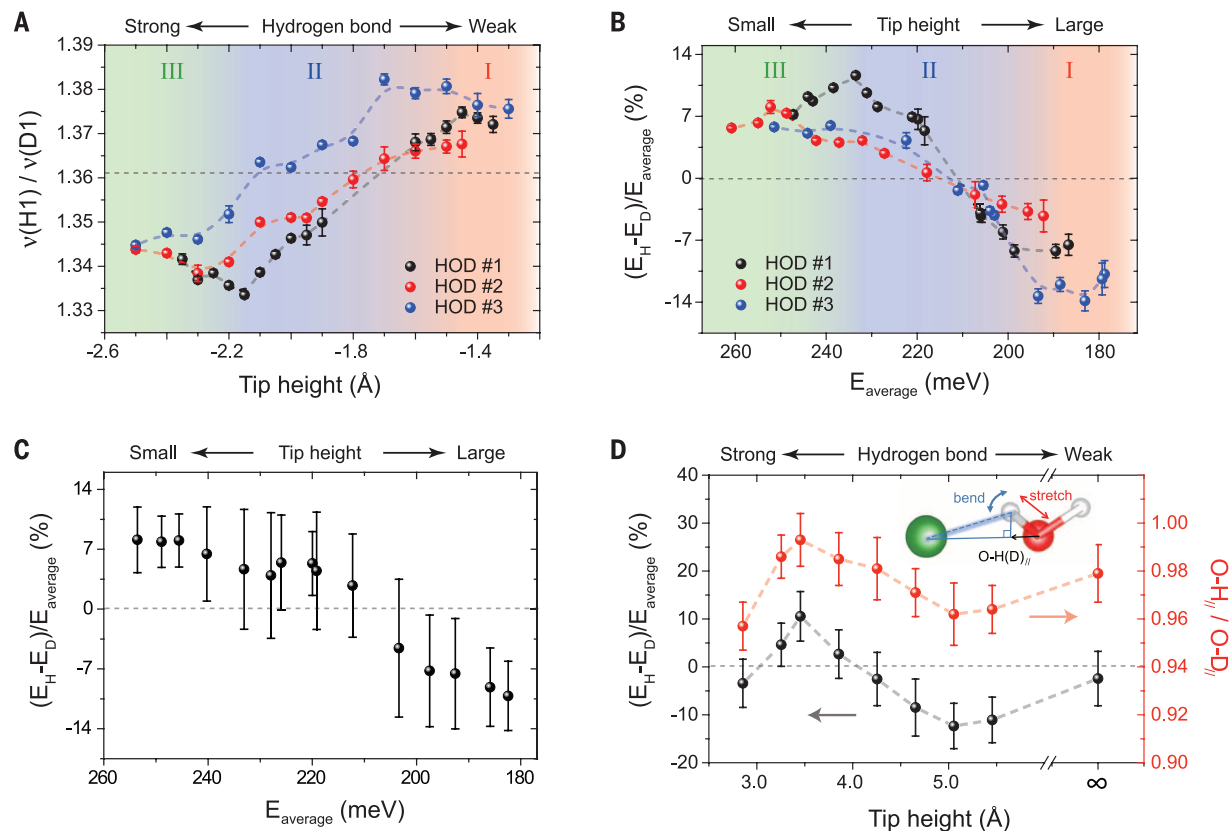 A
Strong Hydrogen bond Weak
III II I
1.39
1.38
1.37
1.36
1.35
1.34
1.33
ν(H1) / ν(D1)
HOD #1
HOD #2
HOD #3
-2.6 -2.2 -1.8 -1.4
Tip height (Å)
B
Small Tip height Large
III II I
14
7
0
-7
-14
(E_H-E_D)/E_average (%)
HOD #1
HOD #2
HOD #3
260 240 220 200 180
E_average (meV)
C
Small Tip height Large
14
7
0
-7
-14
(E_H-E_D)/E_average (%)
260 240 220 200 180
E_average (meV)
D
Strong Hydrogen bond Weak
40
30
20
10
0
-10
-20
(E_H-E_D)/E_average (%)
bend stretch
O-H(D)_//
1.00
0.98
0.96
0.94
0.92
0.90
O-H_// / O-D_//
3.0 4.0 5.0 ∞
Tip height (Å)